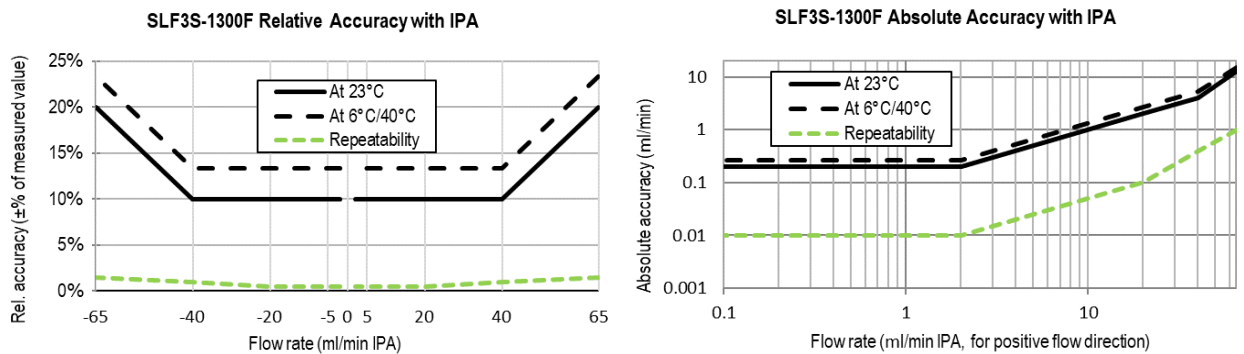 SLF3S-1300F Relative Accuracy with IPA
Rel. accuracy (±% of measured value)
25%
20%
15%
10%
5%
0%
At 23°C
At 6°C/40°C
Repeatability
-65 -40 -20 -5 0 5 20 40 65
Flow rate (ml/min IPA)
SLF3S-1300F Absolute Accuracy with IPA
Absolute accuracy (ml/min)
10
1
0.1
0.01
0.001
At 23°C
At 6°C/40°C
Repeatability
0.1 1 10
Flow rate (ml/min IPA, for positive flow direction)